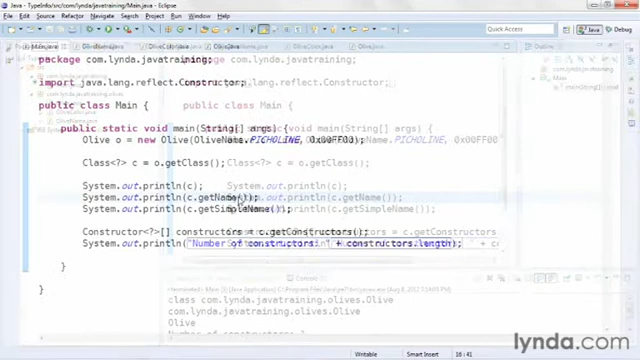 Java - TypeInfo/src/com/lynda/javatraining/Main.java - Eclipse
File Edit Source Refactor Navigate Search Project Run Window Help
Quick Access
Java
package com.lynda.javatraining;
import java.lang.reflect.Constructor;
public class Main {
public static void main(String[] args) {
Olive o = new Olive(OliveName.PICHOLINE, 0x00FF00);
Class<?> c = o.getClass();
System.out.println(c);
System.out.println(c.getName());
System.out.println(c.getSimpleName());
Constructor<?>[] constructors = c.getConstructors();
System.out.println("Number of constructors: " + constructors.length);
}
}
class com.lynda.javatraining.olives.Olive
com.lynda.javatraining.olives.Olive
Olive
Number of constructors:
Writable
Smart Insert
16 : 41
lynda.com